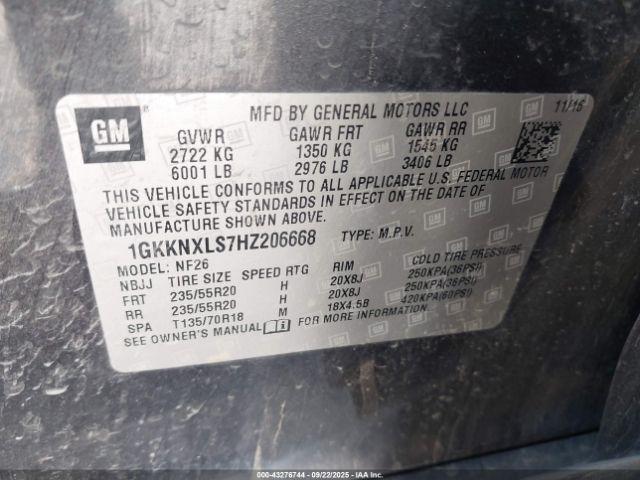 GM
®
MFD BY GENERAL MOTORS LLC 11/16
GVWR GAWR FRT GAWR RR
2722 KG 1350 KG 1545 KG
6001 LB 2976 LB 3406 LB
THIS VEHICLE CONFORMS TO ALL APPLICABLE U.S. FEDERAL MOTOR
VEHICLE SAFETY STANDARDS IN EFFECT ON THE DATE OF
MANUFACTURE SHOWN ABOVE.
1GKKNXLS7HZ206668 TYPE: M.P.V.
MODEL: NF26
NBJJ TIRE SIZE SPEED RTG RIM COLD TIRE PRESSURE
FRT 235/55R20 H 20X8J 250KPA(36PSI)
RR 235/55R20 H 20X8J 250KPA(36PSI)
SPA T135/70R18 M 18X4.5B 420KPA(60PSI)
SEE OWNER'S MANUAL FOR MORE INFORMATION.
000-43276744 - 09/22/2025 -